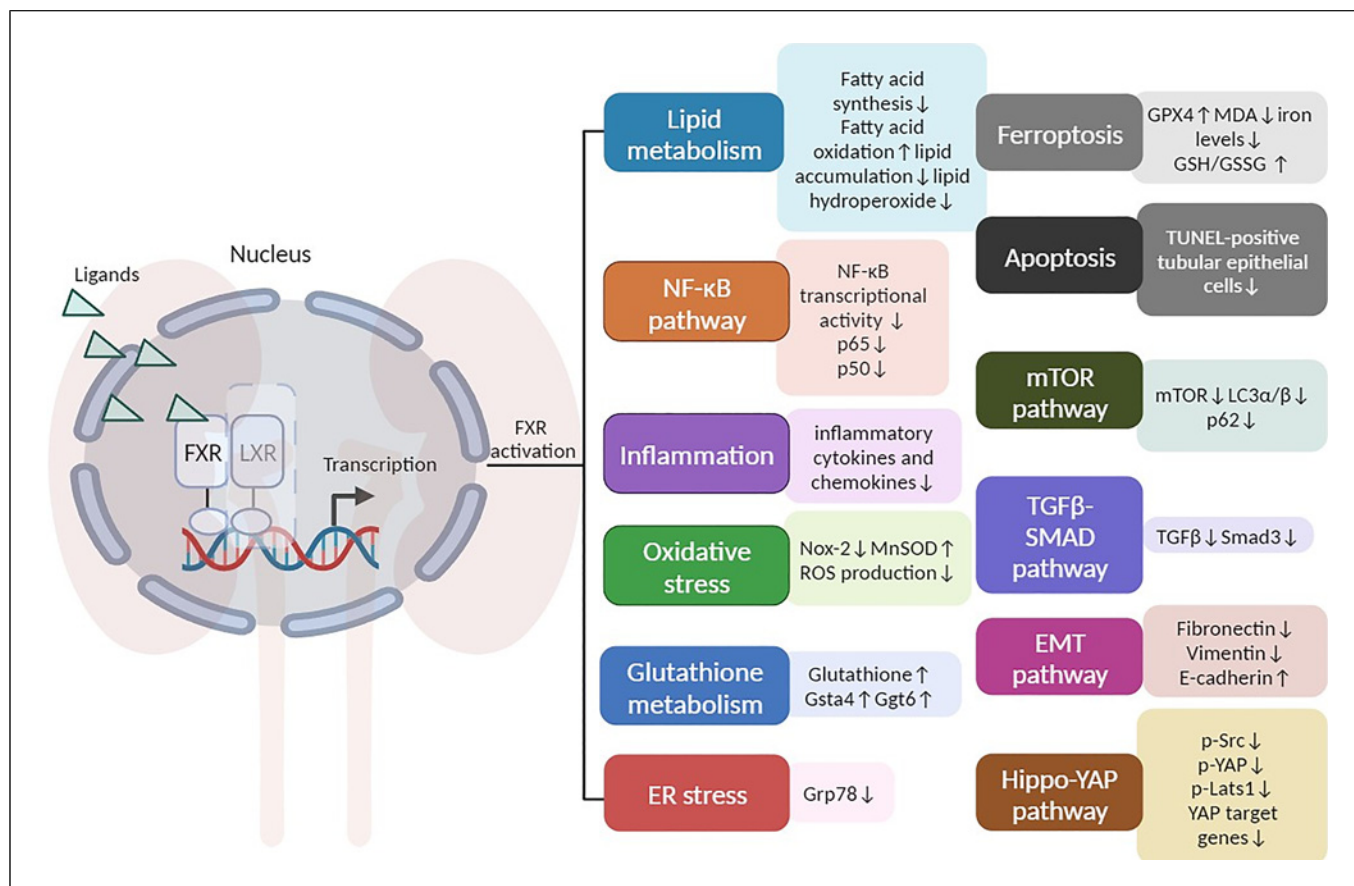 Nucleus
Ligands
FXR
LXR
Transcription
FXR
activation
Lipid
metabolism
Fatty acid
synthesis ↓
Fatty acid
oxidation ↑ lipid
accumulation ↓ lipid
hydroperoxide ↓
NF-κB
pathway
NF-κB
transcriptional
activity ↓
p65 ↓
p50 ↓
Inflammation
inflammatory
cytokines and
chemokines ↓
Oxidative
stress
Nox-2 ↓ MnSOD ↑
ROS production ↓
Glutathione
metabolism
Glutathione ↑
Gsta4 ↑ Ggt6 ↑
ER stress
Grp78 ↓
Ferroptosis
GPX4 ↑ MDA ↓ iron
levels ↓
GSH/GSSG ↑
Apoptosis
TUNEL-positive
tubular epithelial
cells ↓
mTOR
pathway
mTOR ↓ LC3α/β ↓
p62 ↓
TGFβ-
SMAD
pathway
TGFβ ↓ Smad3 ↓
EMT
pathway
Fibronectin ↓
Vimentin ↓
E-cadherin ↑
Hippo-YAP
pathway
p-Src ↓
p-YAP ↓
p-Lats1 ↓
YAP target
genes ↓